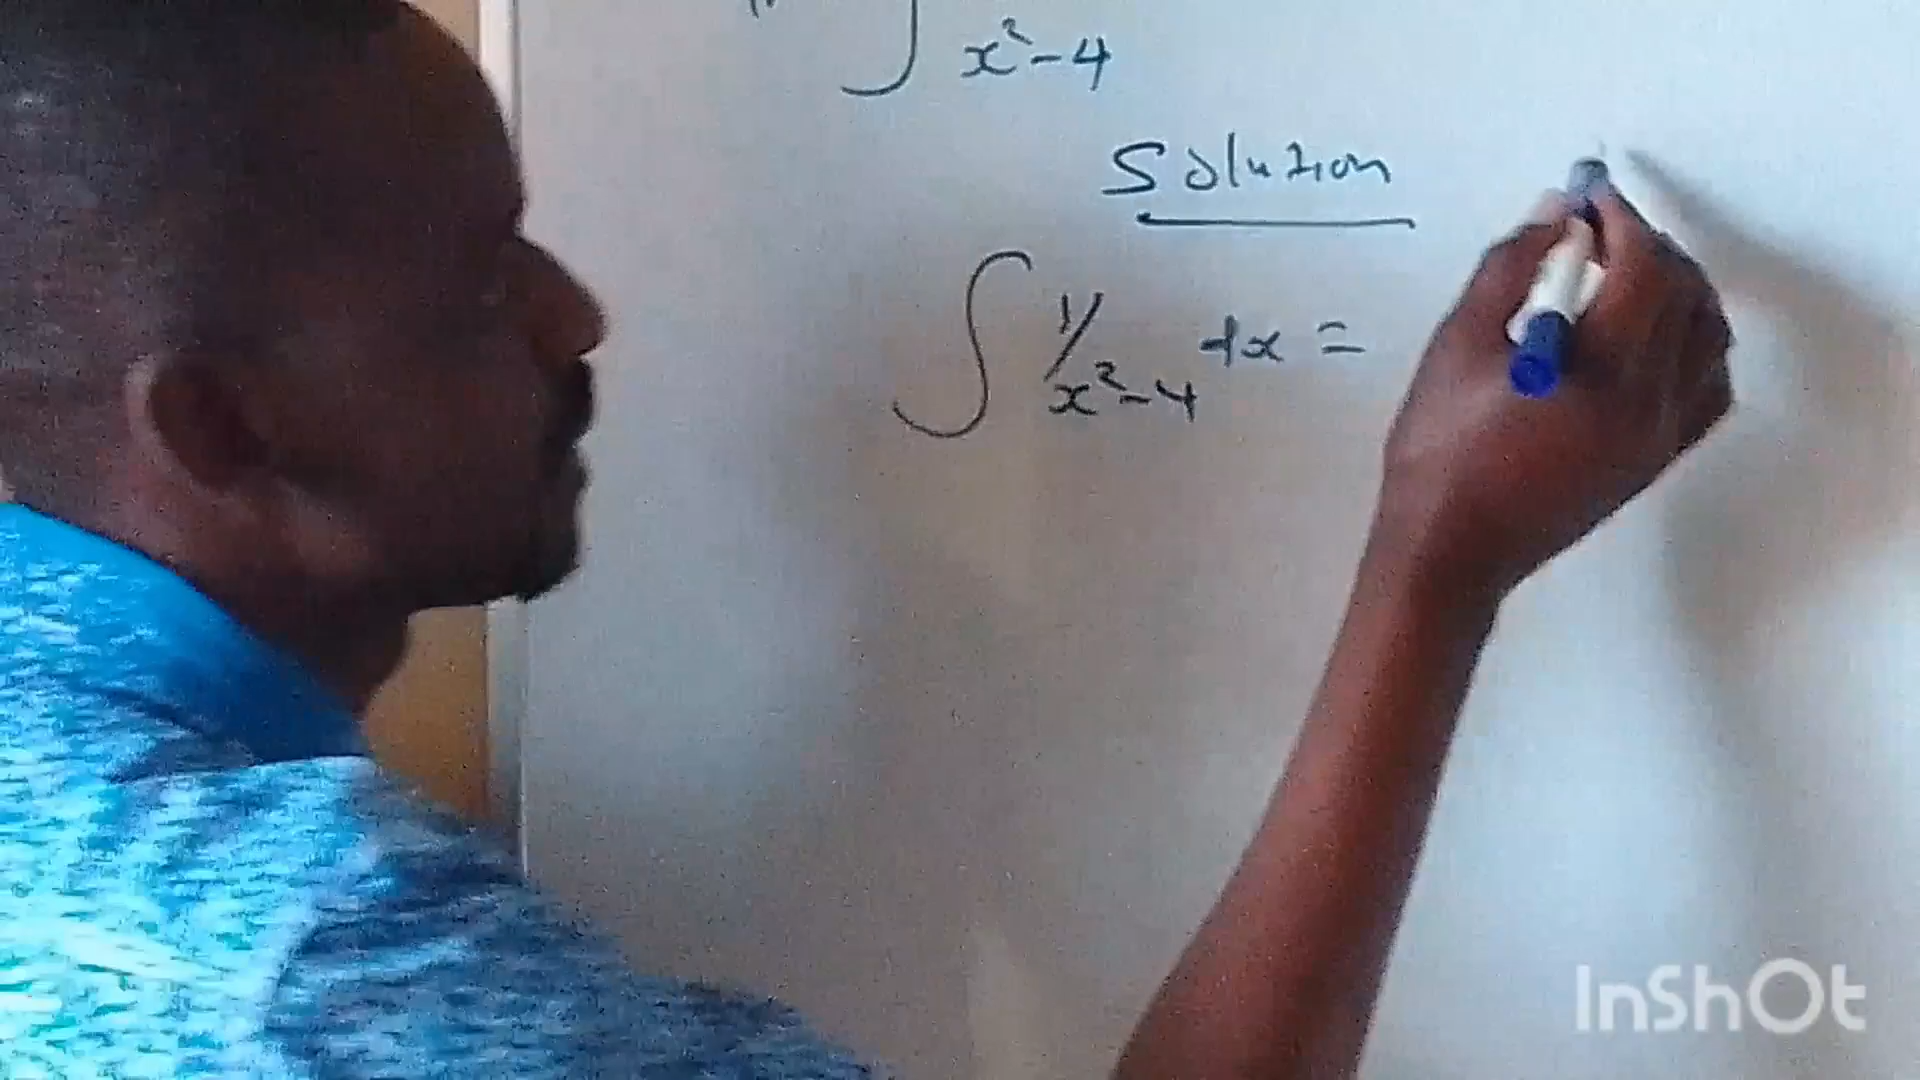 ∫ x²-4
Solution
∫ 1/x²-4 dx =
InShOt